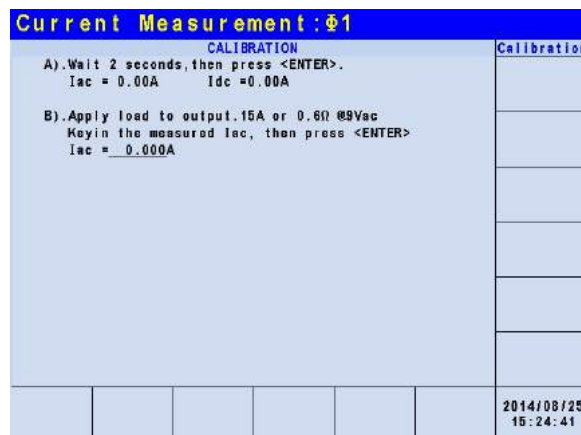 Current Measurement:Φ1
CALIBRATION
Calibration
A).Wait 2 seconds,then press <ENTER>.
Iac = 0.00A Idc =0.00A
B).Apply load to output.15A or 0.6Ω @9Vac
Keyin the measured Iac, then press <ENTER>
Iac = 0.000A
2014/08/25
15:24:41